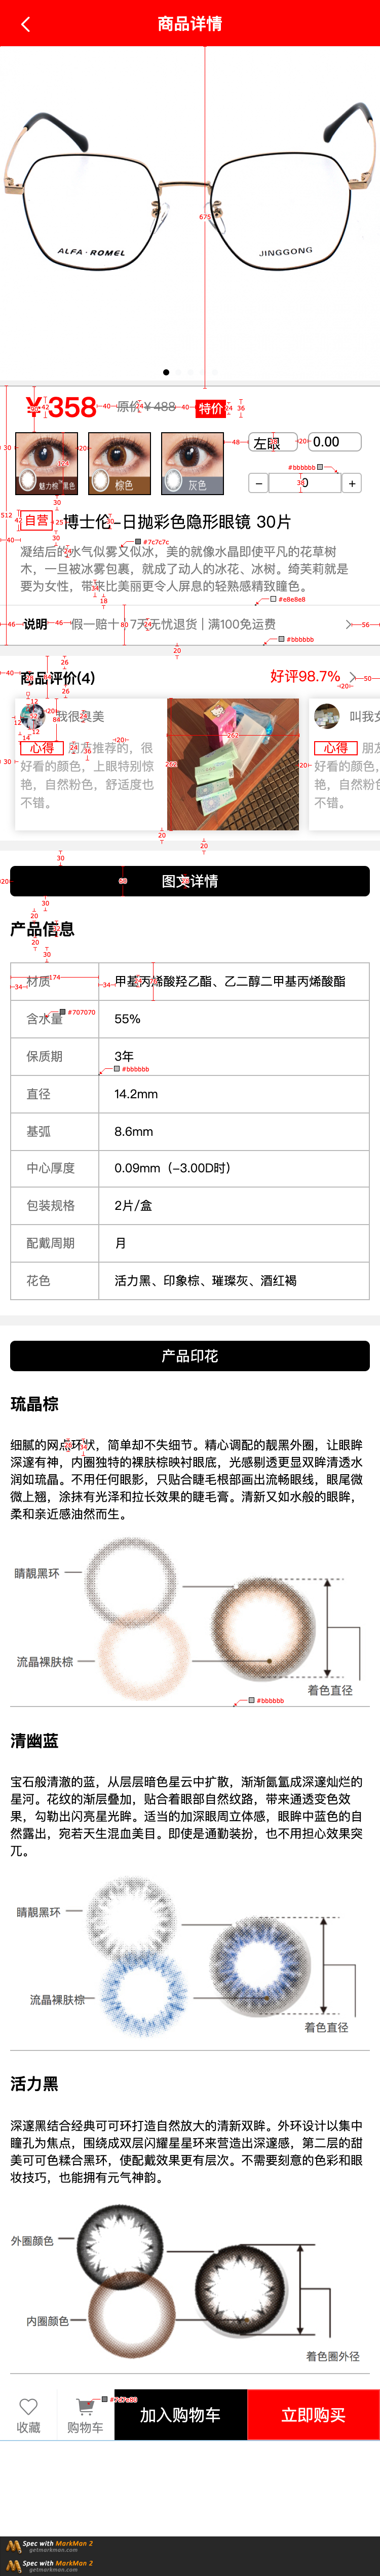 商品详情
ALFA · ROMEL
JINGGONG
675
¥358
原价¥488
特价
左眼
0.00
魅力棕
黑色
棕色
灰色
#bbbbbb
−
0
+
自营
博士伦-日抛彩色隐形眼镜 30片
#7c7c7c
凝结后的水气似雾又似冰，美的就像水晶即使平凡的花草树
木，一旦被冰雾包裹，就成了动人的冰花、冰树。绮芙莉就是
要为女性，带来比美丽更令人屏息的轻熟感精致瞳色。
#e8e8e8
说明
假一赔十 7天无忧退货 | 满100免运费
#bbbbbb
商品评价(4)
好评98.7%
我很臭美
叫我女
心得
朋友推荐的，很
好看的颜色，上眼特别惊
艳，自然粉色，舒适度也
不错。
262
262
心得
朋友
好看的颜色，
艳，自然粉
不错。
图文详情
产品信息
材质
甲基丙烯酸羟乙酯、乙二醇二甲基丙烯酸酯
174
含水量
#707070
55%
保质期
3年
#bbbbbb
直径
14.2mm
基弧
8.6mm
中心厚度
0.09mm（-3.00D时）
包装规格
2片/盒
配戴周期
月
花色
活力黑、印象棕、璀璨灰、酒红褐
产品印花
琉晶棕
细腻的网点环状，简单却不失细节。精心调配的靓黑外圈，让眼眸
深邃有神，内圈独特的裸肤棕映衬眼底，光感剔透更显双眸清透水
润如琉晶。不用任何眼影，只贴合睫毛根部画出流畅眼线，眼尾微
微上翘，涂抹有光泽和拉长效果的睫毛膏。清新又如水般的眼眸，
柔和亲近感油然而生。
睛靓黑环
流晶裸肤棕
着色直径
#bbbbbb
清幽蓝
宝石般清澈的蓝，从层层暗色星云中扩散，渐渐氤氲成深邃灿烂的
星河。花纹的渐层叠加，贴合着眼部自然纹路，带来通透变色效
果，勾勒出闪亮星光眸。适当的加深眼周立体感，眼眸中蓝色的自
然露出，宛若天生混血美目。即使是通勤装扮，也不用担心效果突
兀。
睛靓黑环
流晶裸肤棕
着色直径
活力黑
深邃黑结合经典可可环打造自然放大的清新双眸。外环设计以集中
瞳孔为焦点，围绕成双层闪耀星星环来营造出深邃感，第二层的甜
美可可色糅合黑环，使配戴效果更有层次。不需要刻意的色彩和眼
妆技巧，也能拥有元气神韵。
外圈颜色
内圈颜色
着色圈外径
收藏
购物车
加入购物车
立即购买
Spec with MarkMan 2
getmarkman.com
Spec with MarkMan 2
getmarkman.com